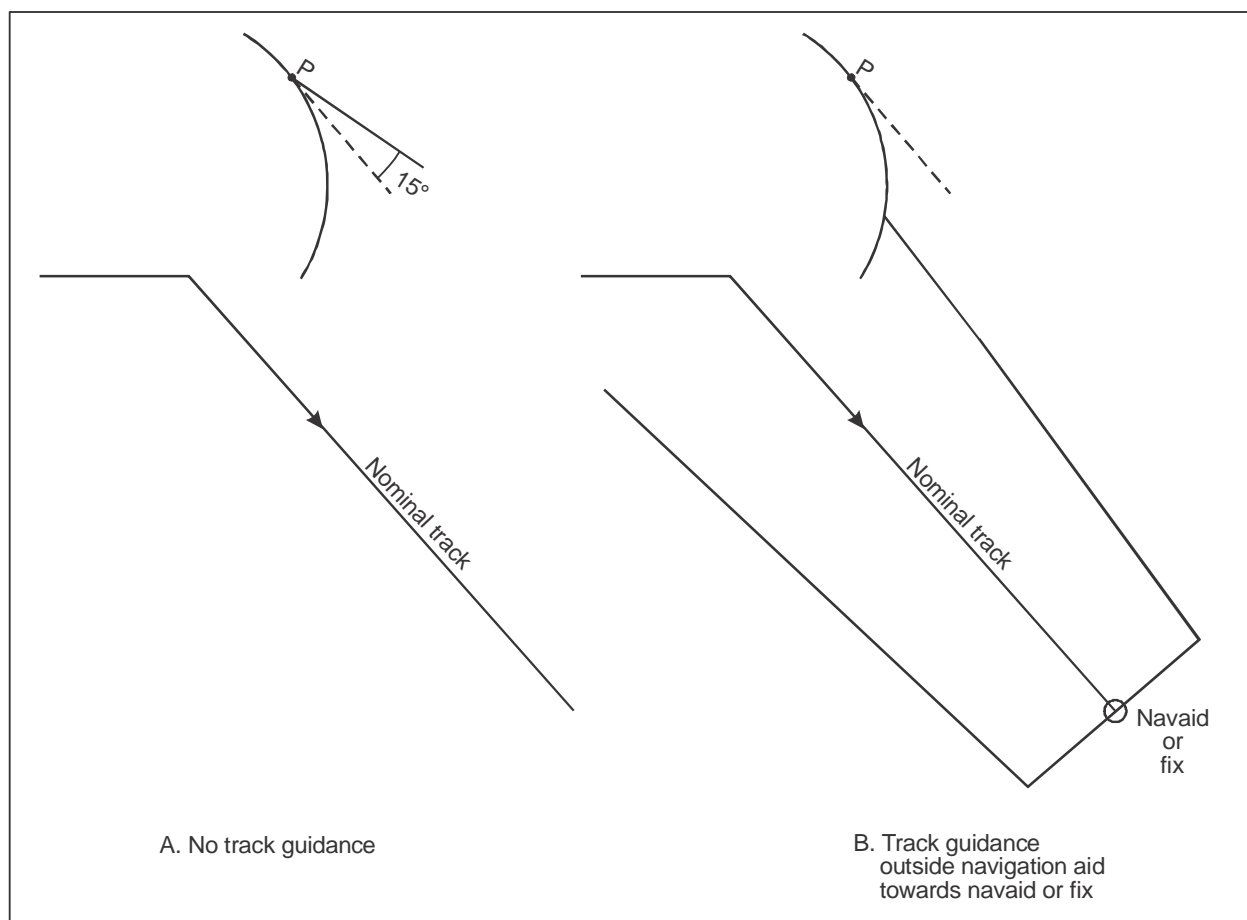 P
15°
Nominal track
A. No track guidance
P
Nominal track
Navaid
or
fix
B. Track guidance
outside navigation aid
towards navaid or fix